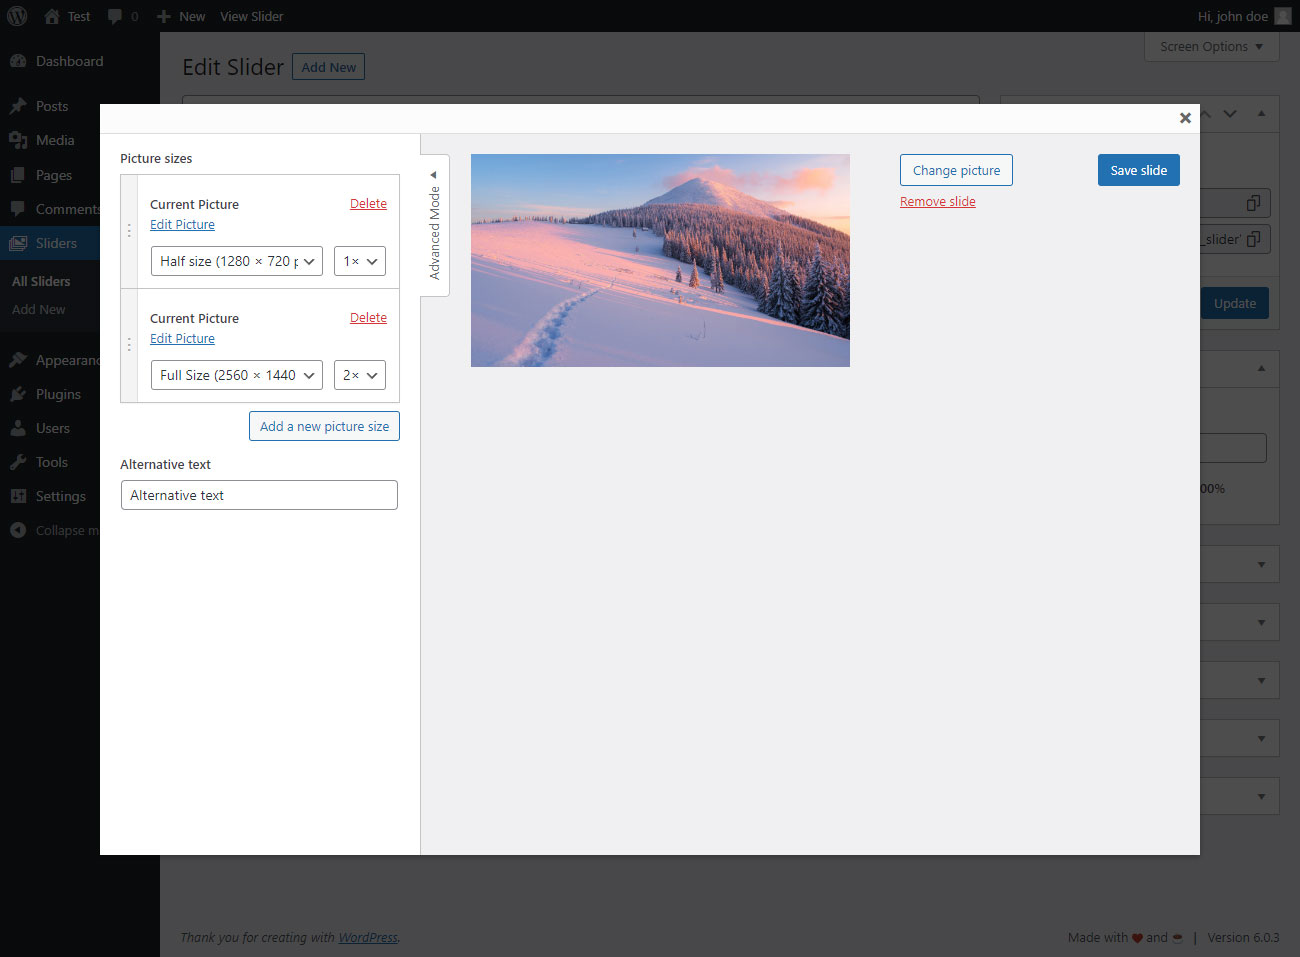 Test
0
New
View Slider
Hi, john doe
Dashboard
Posts
Media
Pages
Comments
Sliders
All Sliders
Add New
Appearanc
Plugins
Users
Tools
Settings
Collapse m
Edit Slider
Add New
Screen Options
Picture sizes
Current Picture
Delete
Edit Picture
Half size (1280 × 720 p
1×
Current Picture
Delete
Edit Picture
Full Size (2560 × 1440
2×
Add a new picture size
Alternative text
Alternative text
Advanced Mode
Change picture
Remove slide
Save slide
_slider'
Update
00%
Thank you for creating with WordPress.
Made with ❤ and ☕ | Version 6.0.3